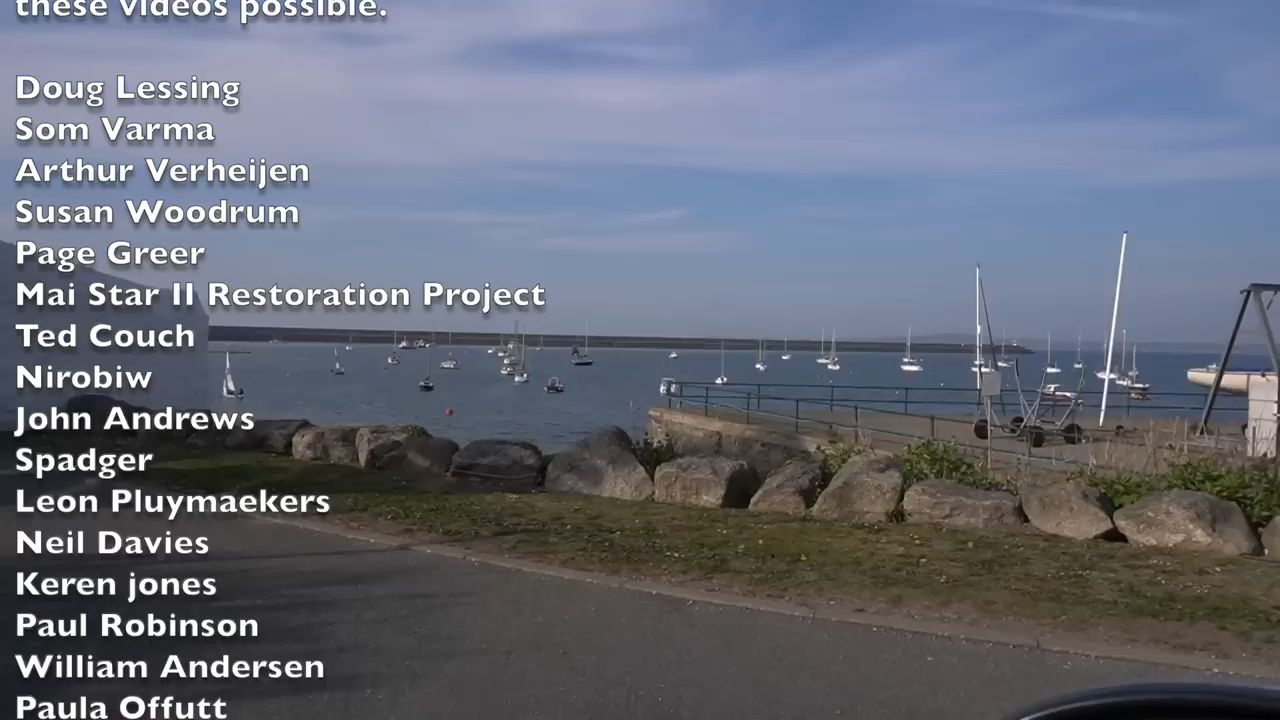 these videos possible.
Doug Lessing
Som Varma
Arthur Verheijen
Susan Woodrum
Page Greer
Mai Star II Restoration Project
Ted Couch
Nirobiw
John Andrews
Spadger
Leon Pluymaekers
Neil Davies
Keren jones
Paul Robinson
William Andersen
Paula Offutt